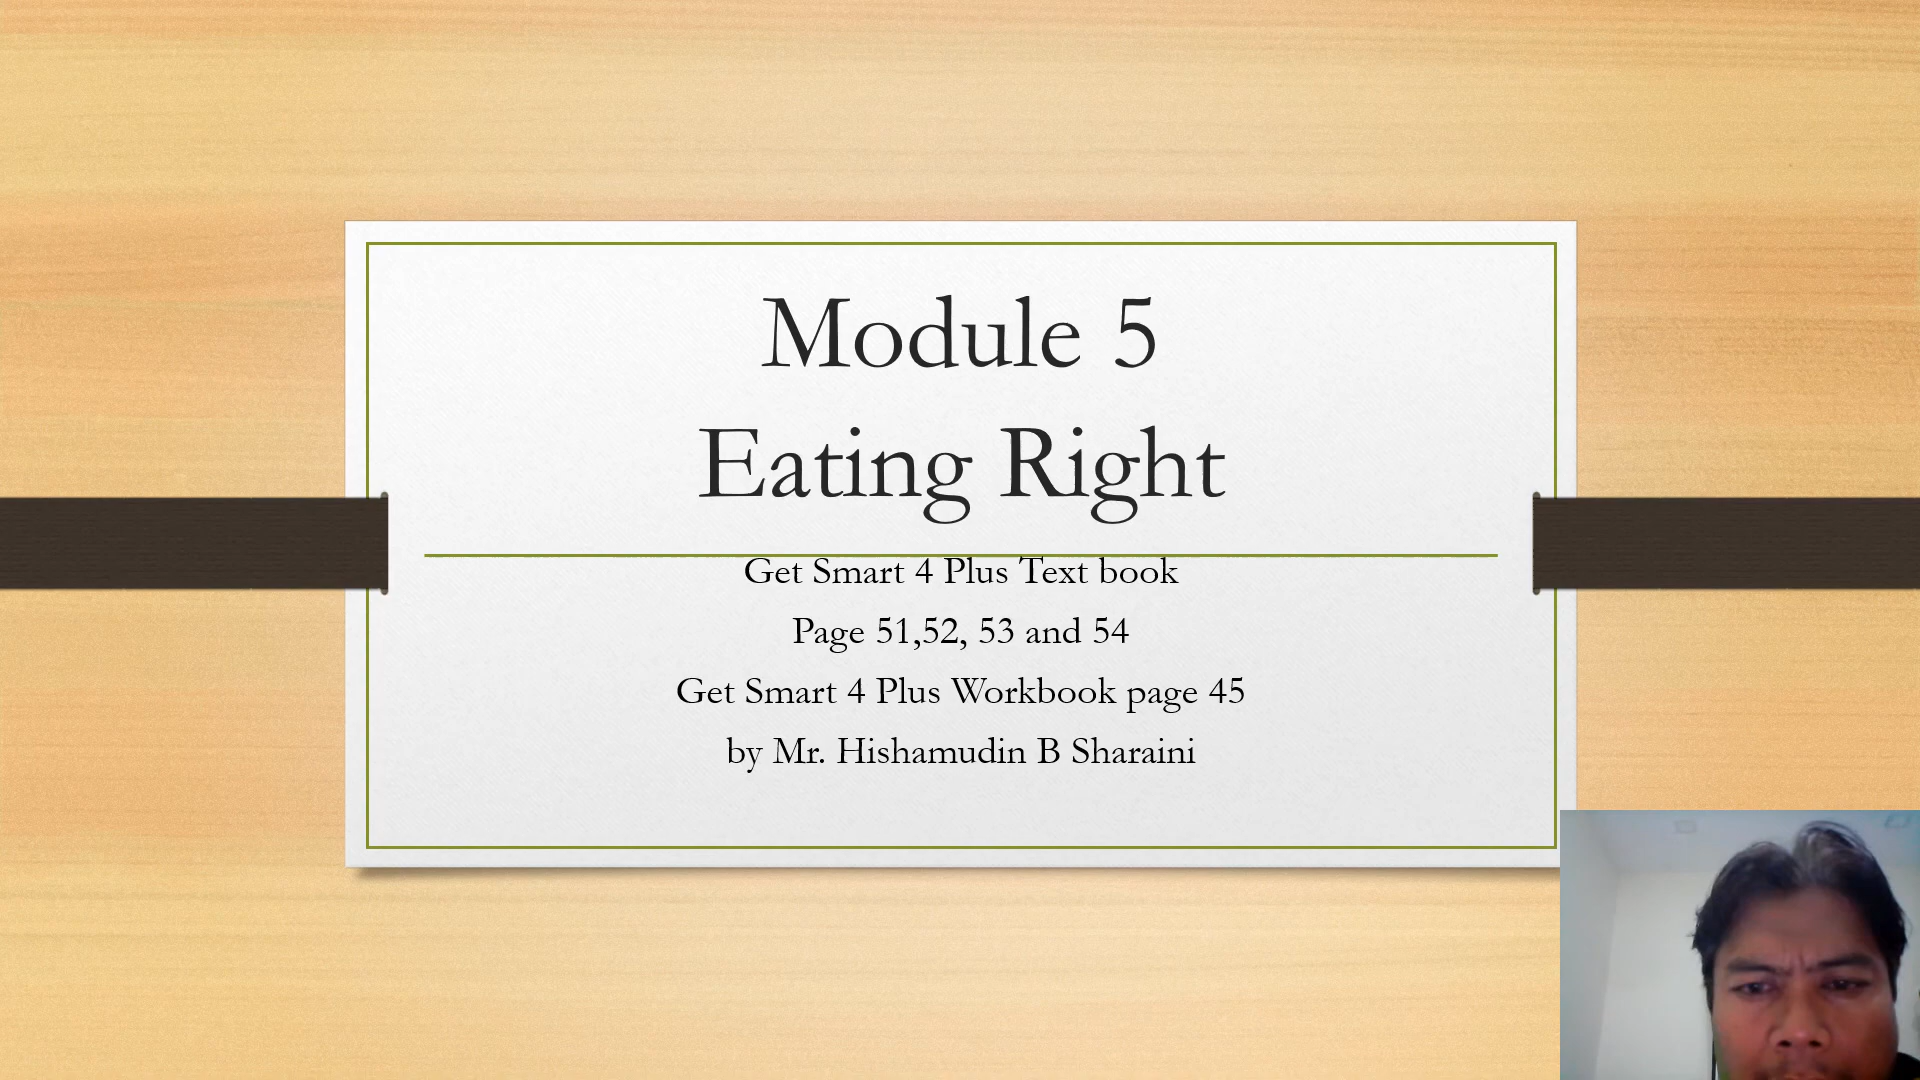 Module 5
Eating Right
Get Smart 4 Plus Text book
Page 51,52, 53 and 54
Get Smart 4 Plus Workbook page 45
by Mr. Hishamudin B Sharaini